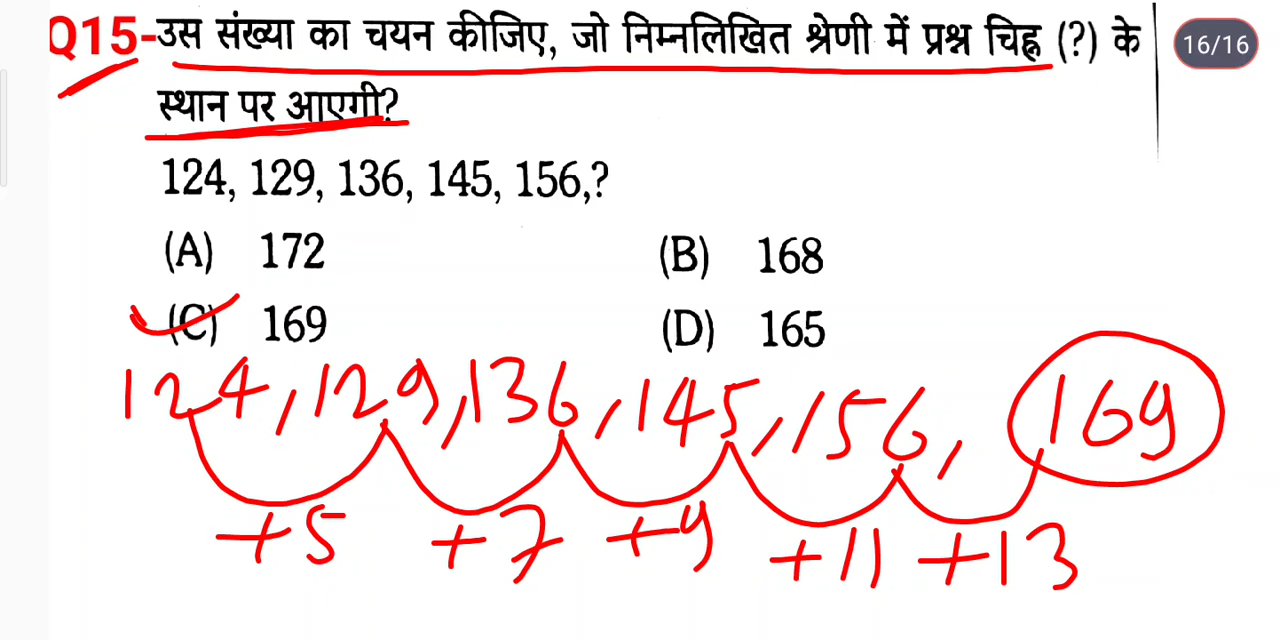 Q15-उस संख्या का चयन कीजिए, जो निम्नलिखित श्रेणी में प्रश्न चिह्न (?) के
16/16
स्थान पर आएगी?
124, 129, 136, 145, 156,?
(A) 172 (B) 168
(C) 169 (D) 165
124, 129, 136, 145, 156, 169
+5 +7 +9 +11 +13